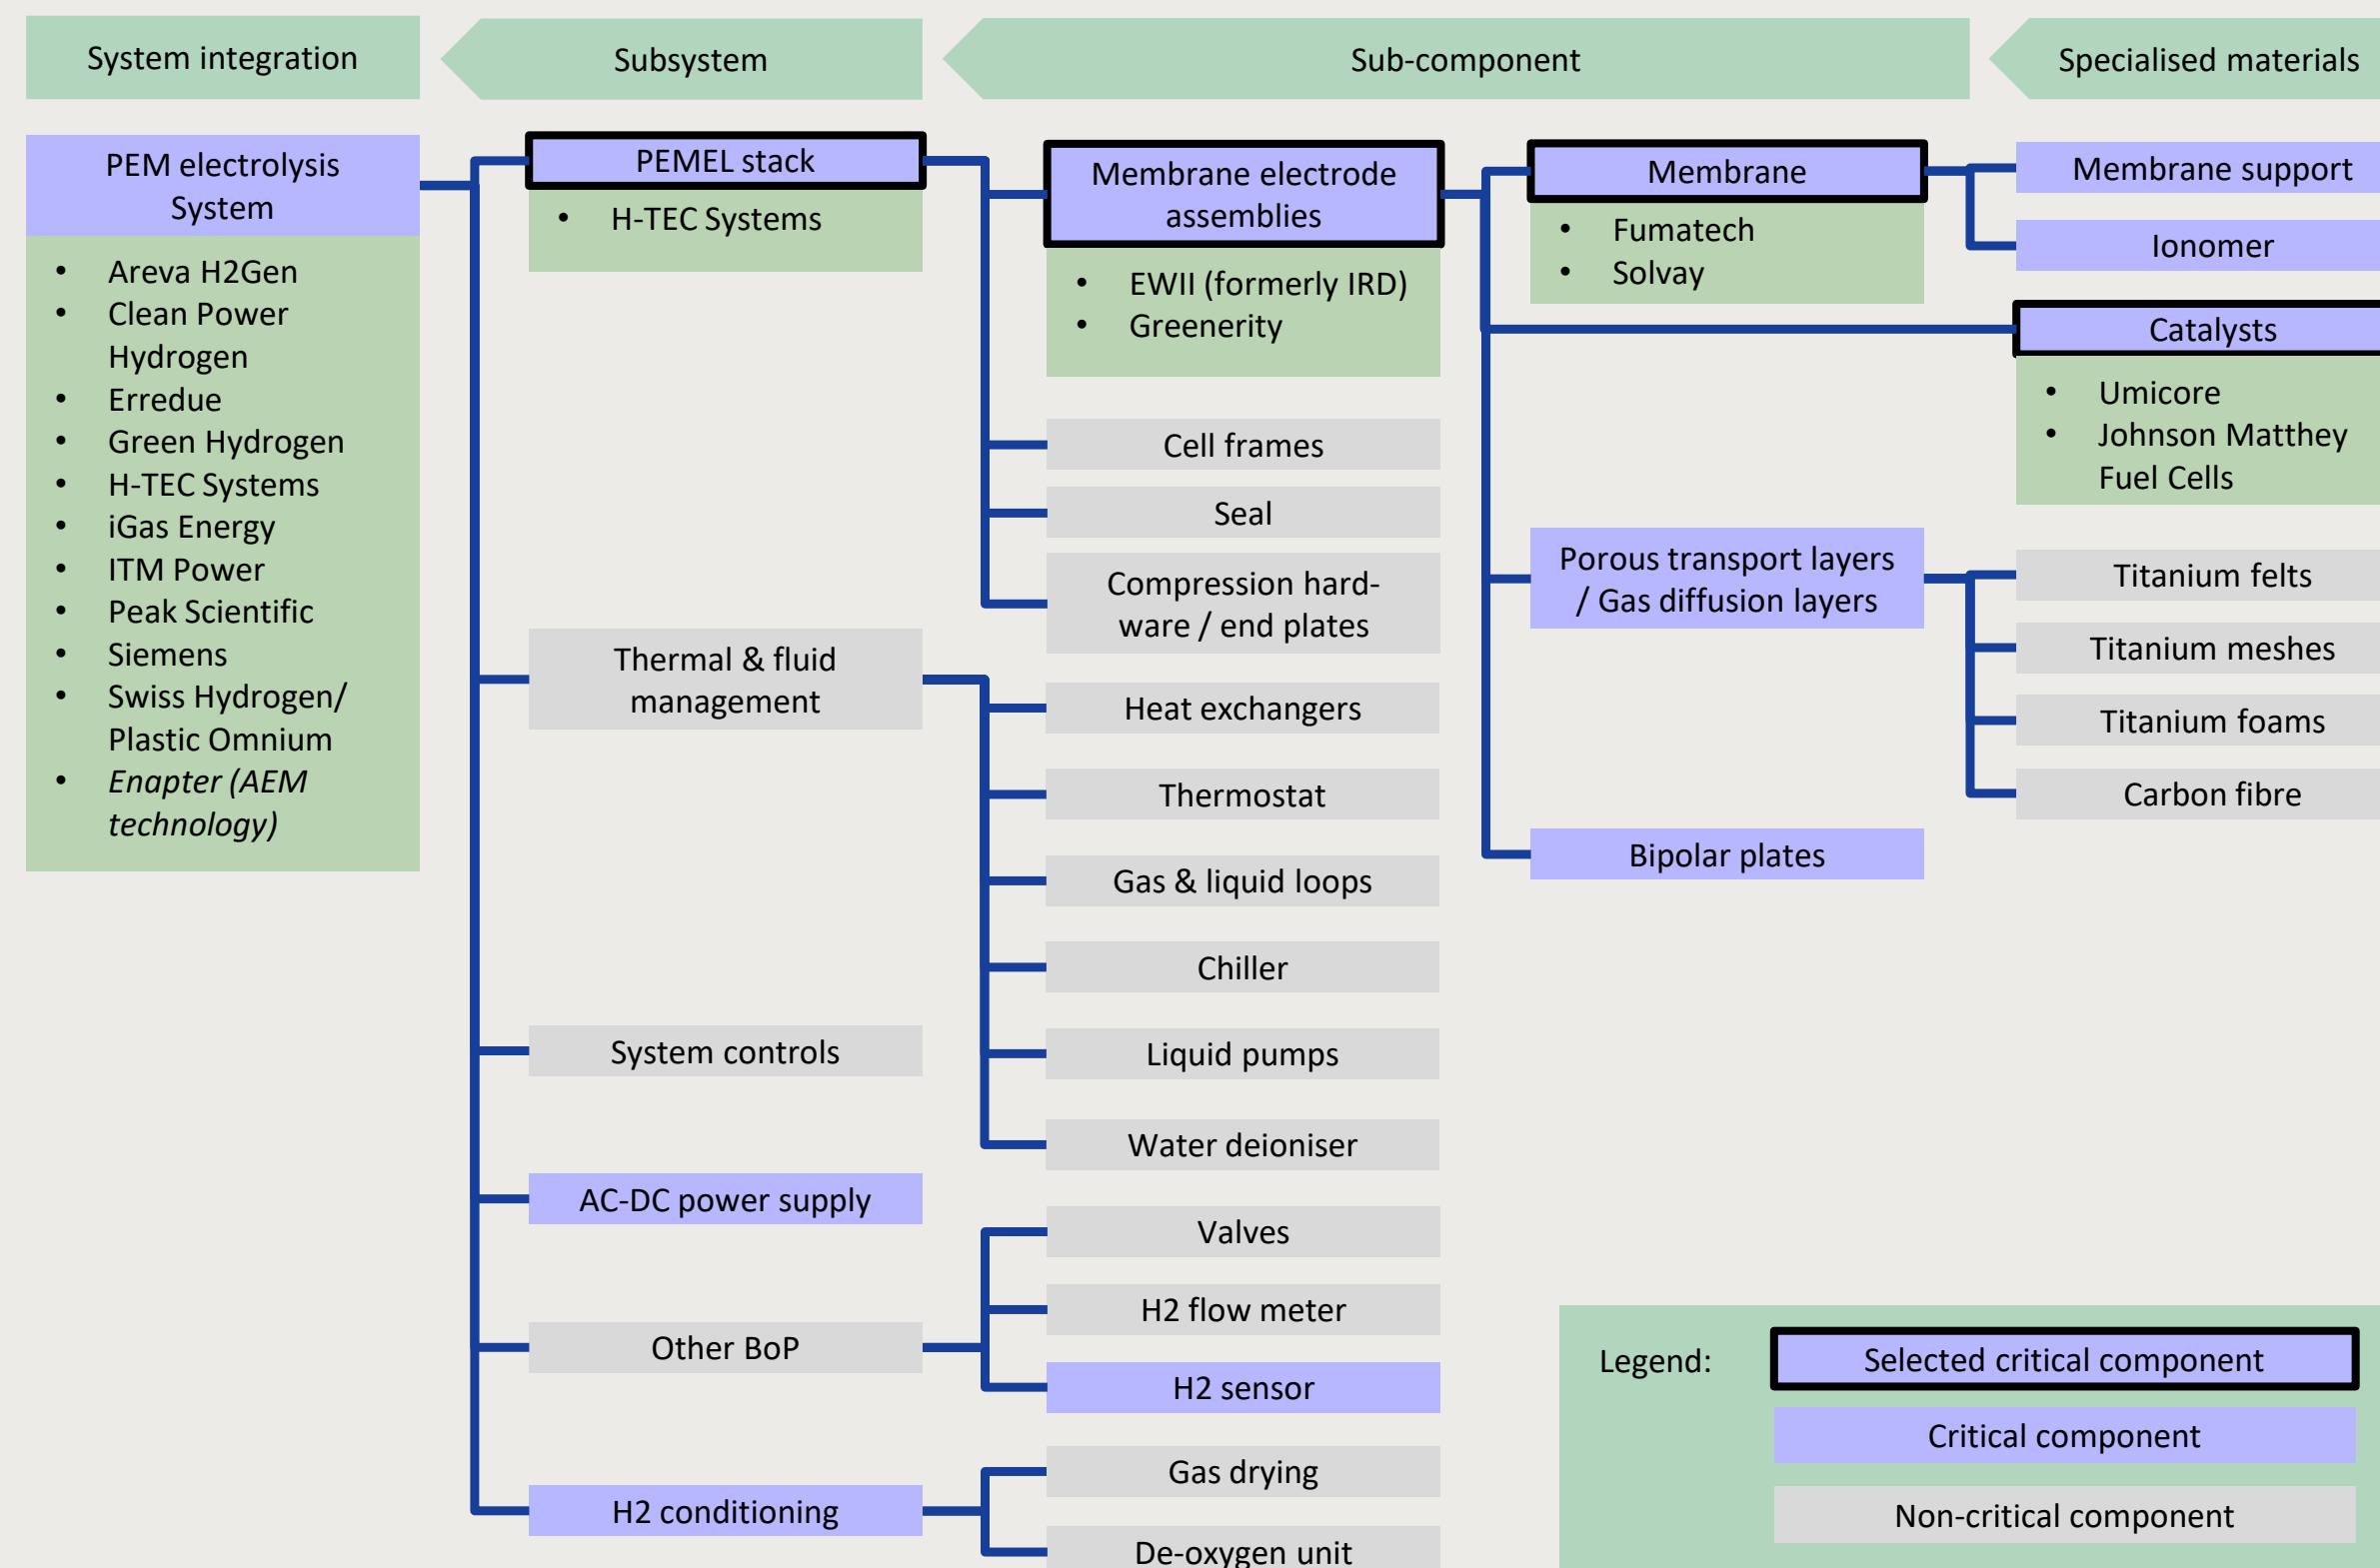 System integration
Subsystem
Sub-component
Specialised materials
PEM electrolysis
System
• Areva H2Gen
• Clean Power
Hydrogen
• Erredue
• Green Hydrogen
• H-TEC Systems
• iGas Energy
• ITM Power
• Peak Scientific
• Siemens
• Swiss Hydrogen/
Plastic Omnium
• Enapter (AEM
technology)
PEMEL stack
• H-TEC Systems
Thermal & fluid
management
System controls
AC-DC power supply
Other BoP
H2 conditioning
Membrane electrode
assemblies
• EWII (formerly IRD)
• Greenerity
Cell frames
Seal
Compression hard-
ware / end plates
Heat exchangers
Thermostat
Gas & liquid loops
Chiller
Liquid pumps
Water deioniser
Valves
H2 flow meter
H2 sensor
Gas drying
De-oxygen unit
Membrane
• Fumatech
• Solvay
Porous transport layers
/ Gas diffusion layers
Bipolar plates
Membrane support
Ionomer
Catalysts
• Umicore
• Johnson Matthey
Fuel Cells
Titanium felts
Titanium meshes
Titanium foams
Carbon fibre
Legend:
Selected critical component
Critical component
Non-critical component